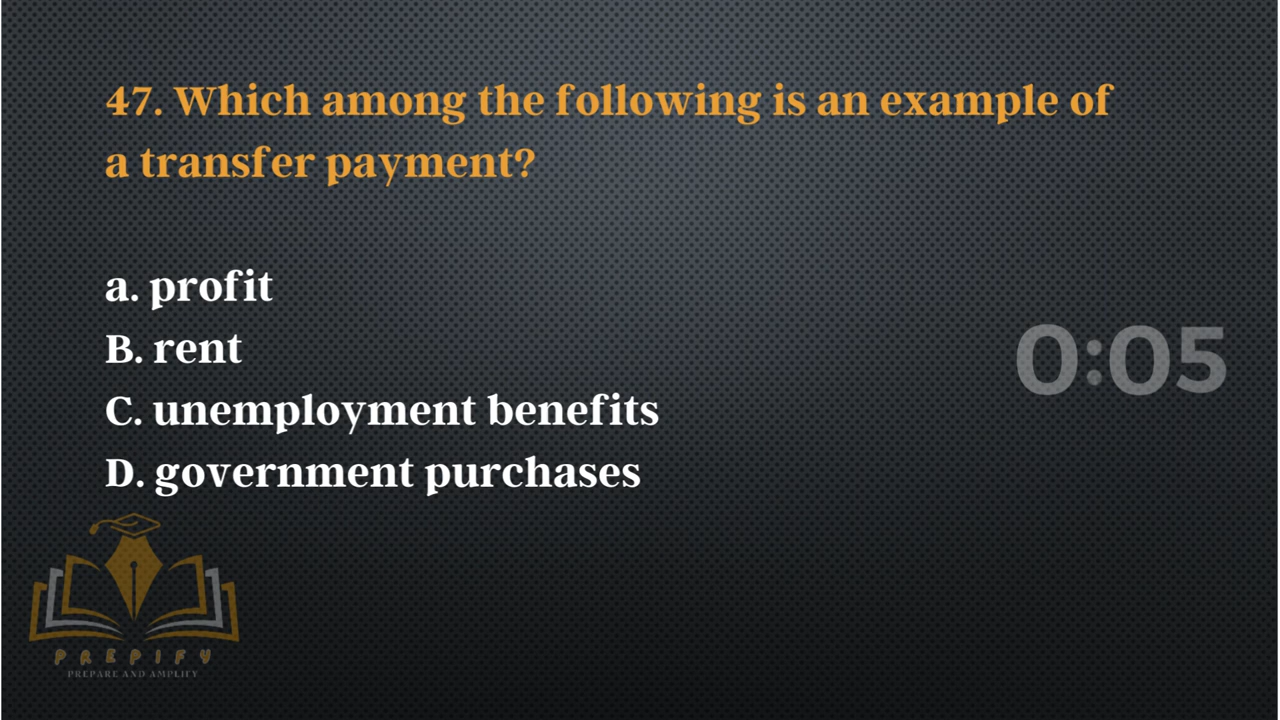 47. Which among the following is an example of
a transfer payment?
a. profit
B. rent
C. unemployment benefits
D. government purchases
0:05
PREPIFY
PREPARE AND AMPLIFY